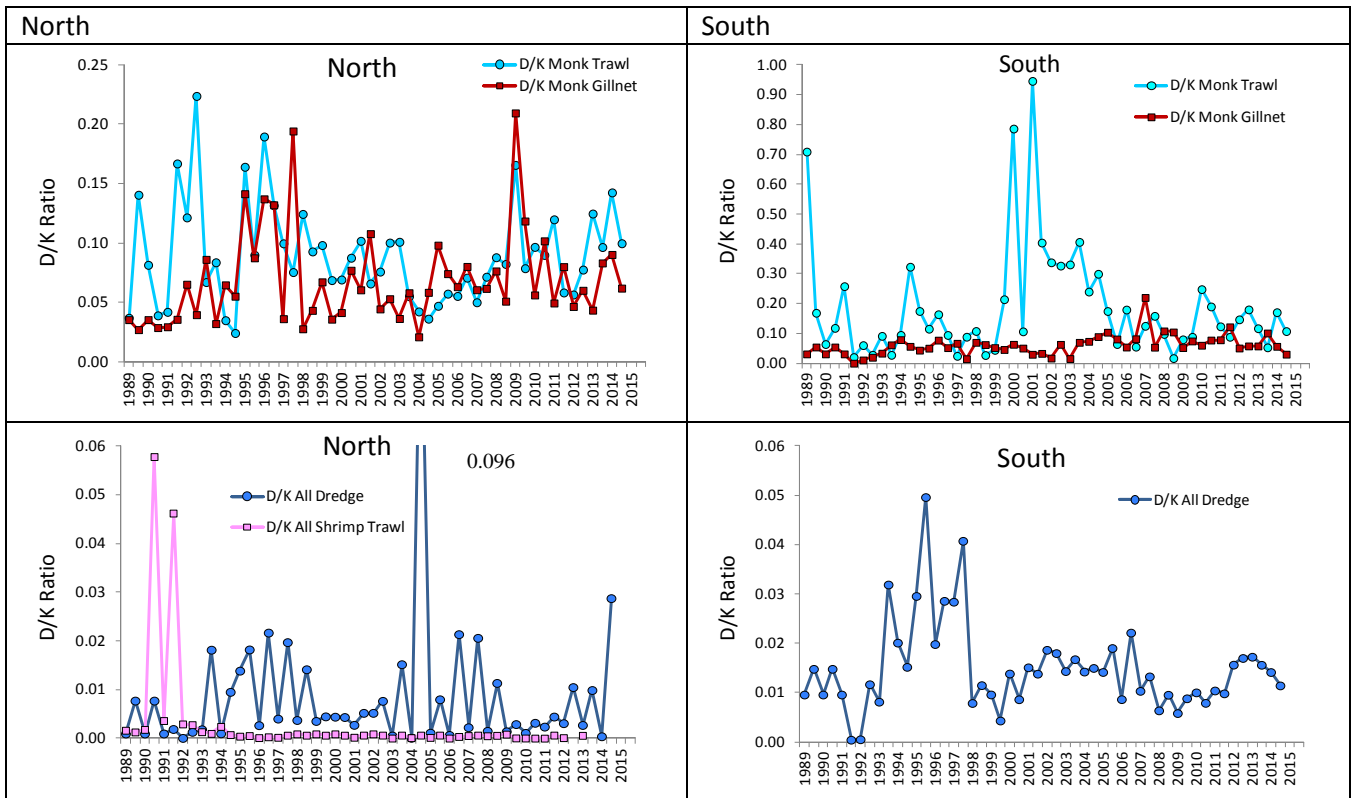 North
South
North
D/K Monk Trawl
D/K Monk Gillnet
D/K Ratio
0.25
0.20
0.15
0.10
0.05
0.00
1989 1990 1991 1992 1993 1994 1995 1996 1997 1998 1999 2000 2001 2002 2003 2004 2005 2006 2007 2008 2009 2010 2011 2012 2013 2014 2015
South
D/K Monk Trawl
D/K Monk Gillnet
D/K Ratio
1.00
0.90
0.80
0.70
0.60
0.50
0.40
0.30
0.20
0.10
0.00
1989 1990 1991 1992 1993 1994 1995 1996 1997 1998 1999 2000 2001 2002 2003 2004 2005 2006 2007 2008 2009 2010 2011 2012 2013 2014 2015
North
0.096
D/K All Dredge
D/K All Shrimp Trawl
D/K Ratio
0.06
0.05
0.04
0.03
0.02
0.01
0.00
1989 1990 1991 1992 1993 1994 1995 1996 1997 1998 1999 2000 2001 2002 2003 2004 2005 2006 2007 2008 2009 2010 2011 2012 2013 2014 2015
South
D/K All Dredge
D/K Ratio
0.06
0.05
0.04
0.03
0.02
0.01
0.00
1989 1990 1991 1992 1993 1994 1995 1996 1997 1998 1999 2000 2001 2002 2003 2004 2005 2006 2007 2008 2009 2010 2011 2012 2013 2014 2015